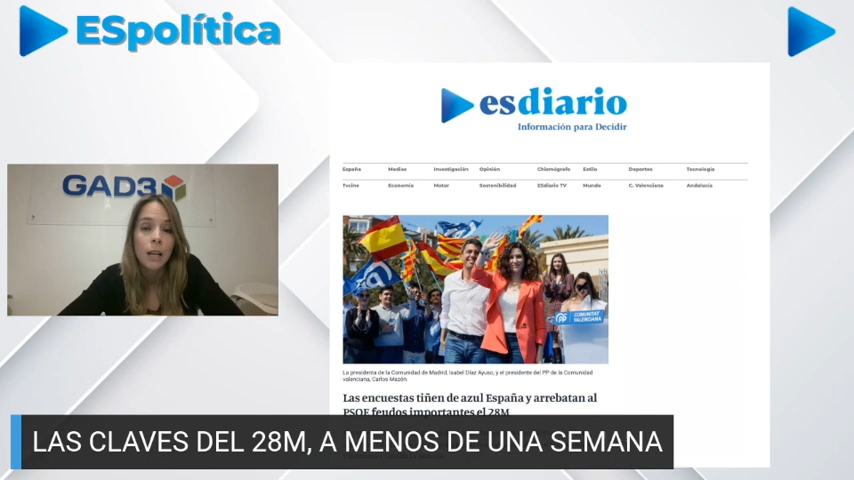 ESpolítica
esdiario
Información para Decidir
España Medios Investigación Opinión Chismógrafo Estilo Deportes Tecnología
Tvcine Economía Motor Sostenibilidad ESdiario TV Mundo C. Valenciana Andalucía
GAD3
PP COMUNITAT
VALENCIANA
La presidenta de la Comunidad de Madrid, Isabel Díaz Ayuso, y el presidente del PP de la Comunidad
valenciana, Carlos Mazón.
Las encuestas tiñen de azul España y arrebatan al
PSOE feudos importantes el 28M
LAS CLAVES DEL 28M, A MENOS DE UNA SEMANA